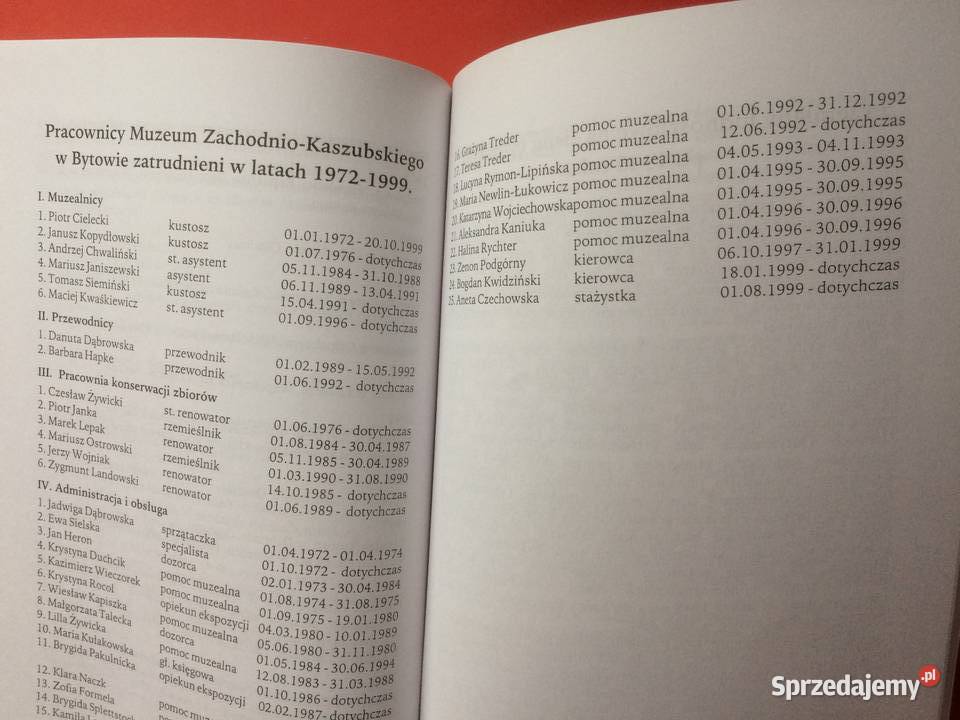 Pracownicy Muzeum Zachodnio-Kaszubskiego
w Bytowie zatrudnieni w latach 1972-1999.
I. Muzealnicy
1. Piotr Cielecki kustosz 01.01.1972 - 20.10.1999
2. Janusz Kopydłowski kustosz 01.07.1976 - dotychczas
3. Andrzej Chwaliński st. asystent 05.11.1984 - 31.10.1988
4. Mariusz Janiszewski asystent 06.11.1989 - 13.04.1991
5. Tomasz Siemiński kustosz 15.04.1991 - dotychczas
6. Maciej Kwaśkiewicz st. asystent 01.09.1996 - dotychczas
II. Przewodnicy
1. Danuta Dąbrowska przewodnik 01.02.1989 - 15.05.1992
2. Barbara Hapke przewodnik 01.06.1992 - dotychczas
III. Pracownia konserwacji zbiorów
1. Czesław Żywicki st. renowator 01.06.1976 - dotychczas
2. Piotr Janka rzemieślnik 01.08.1984 - 30.04.1987
3. Marek Lepak renowator 05.11.1985 - 30.04.1989
4. Mariusz Ostrowski rzemieślnik 01.03.1990 - 31.08.1990
5. Jerzy Wojniak renowator 14.10.1985 - dotychczas
6. Zygmunt Landowski renowator 01.06.1989 - dotychczas
IV. Administracja i obsługa
1. Jadwiga Dąbrowska sprzątaczka 01.04.1972 - 01.04.1974
2. Ewa Sielska specjalista 01.10.1972 - dotychczas
3. Jan Heron dozorca 02.01.1973 - 30.04.1984
4. Krystyna Duchcik pomoc muzealna 01.08.1974 - 31.08.1975
5. Kazimierz Wieczorek pomoc muzealna 01.09.1975 - 19.01.1980
6. Krystyna Rocoł opiekun ekspozycji 04.03.1980 - 10.01.1989
7. Wiesław Kapiszka pomoc muzealna 05.06.1980 - 31.11.1980
8. Małgorzata Talecka dozorca 01.05.1984 - 30.06.1994
9. Lilla Żywicka pomoc muzealna 12.08.1983 - 31.03.1988
10. Maria Kułakowska gł. księgowa 01.10.1986 - dotychczas
11. Brygida Pakulnicka opiekun ekspozycji 02.02.1987 - dotychczas
12. Klara Naczk pomoc
13. Zofia Formela
14. Brygida
15. Kamila
16. Grażyna Treder pomoc muzealna 01.06.1992 - 31.12.1992
17. Teresa Treder pomoc muzealna 12.06.1992 - dotychczas
18. Lucyna Rymon-Lipińska pomoc muzealna 04.05.1993 - 04.11.1993
19. Maria Newlin-Łukowicz pomoc muzealna 01.04.1995 - 30.09.1995
20. Katarzyna Wojciechowska pomoc muzealna 01.04.1995 - 30.09.1995
21. Aleksandra Kaniuka pomoc muzealna 01.04.1996 - 30.09.1996
22. Halina Rychter pomoc muzealna 01.04.1996 - 30.09.1996
23. Zenon Podgórny kierowca 06.10.1997 - 31.01.1999
24. Bogdan Kwidziński kierowca 18.01.1999 - dotychczas
25. Aneta Czechowska stażystka 01.08.1999 - dotychczas
Sprzedajemy.pl